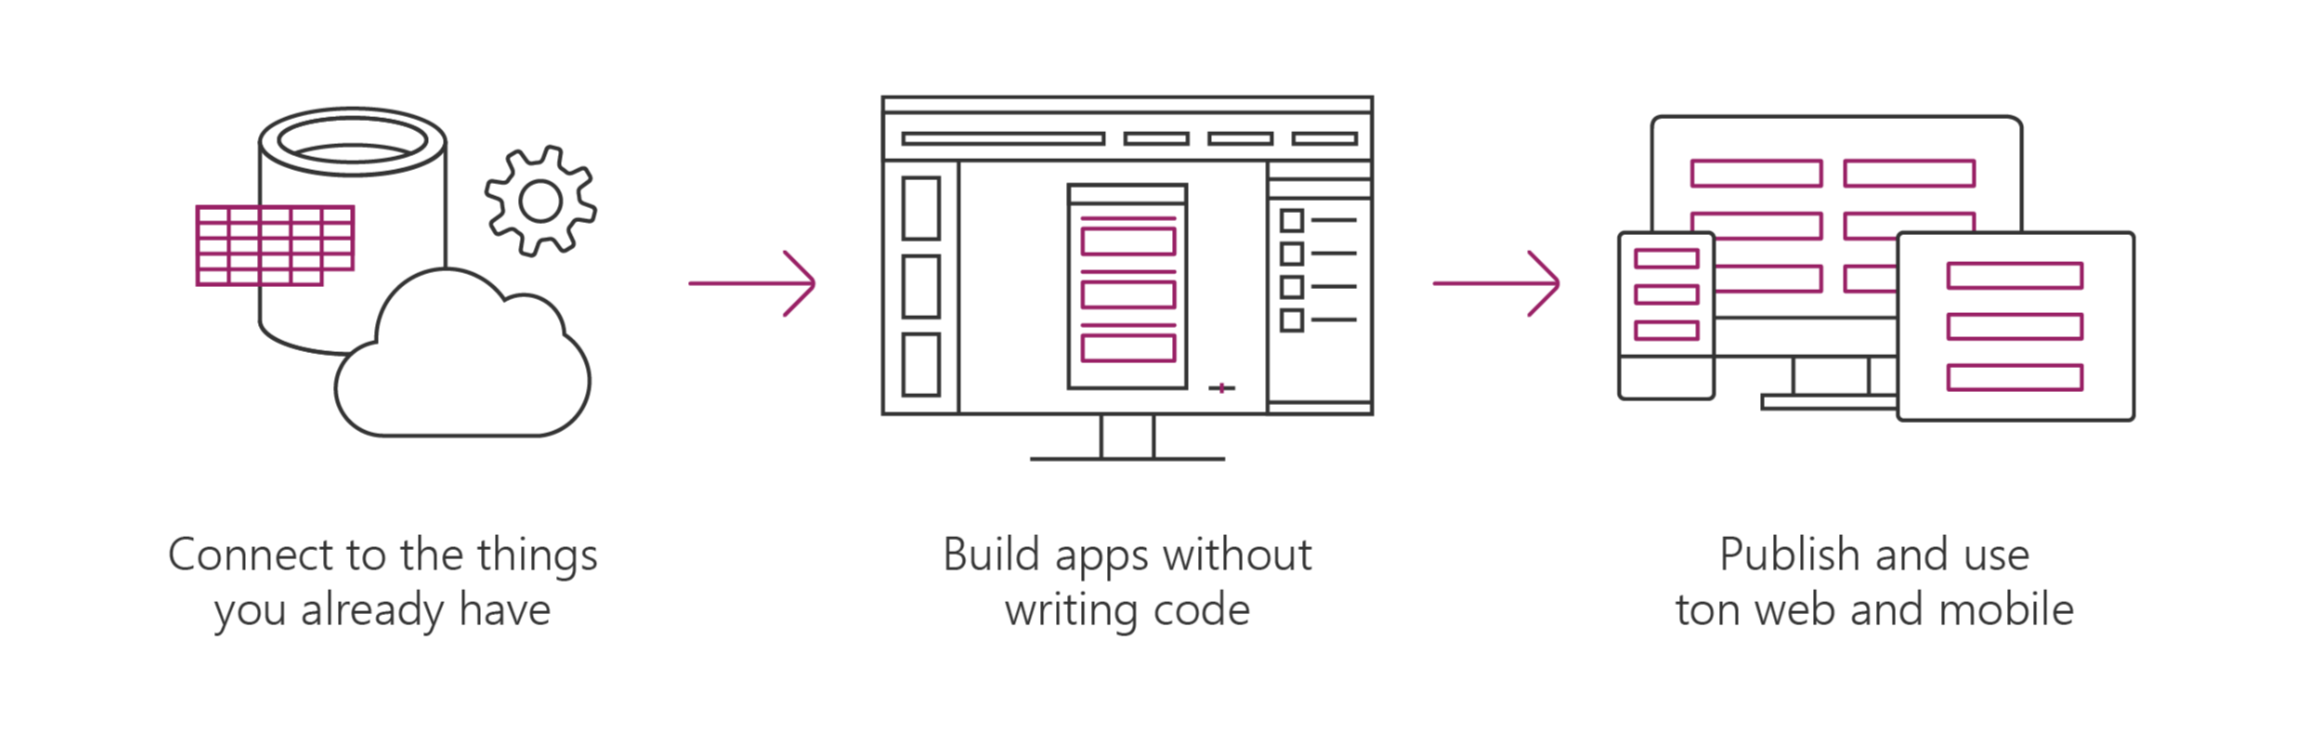 Connect to the things
you already have
Build apps without
writing code
Publish and use
ton web and mobile